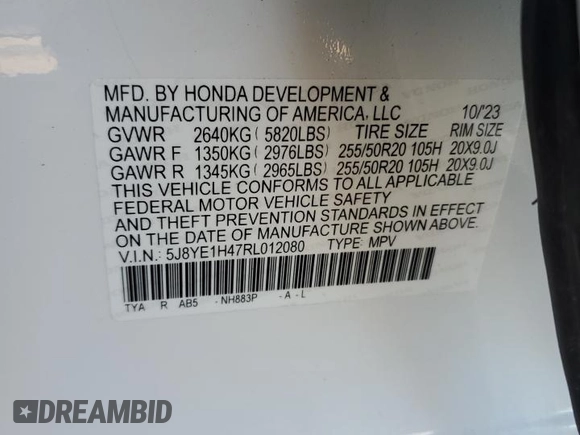 MFD. BY HONDA DEVELOPMENT &
MANUFACTURING OF AMERICA, LLC 10/'23
GVWR 2640KG ( 5820LBS) TIRE SIZE RIM SIZE
GAWR F 1350KG ( 2976LBS) 255/50R20 105H 20X9.0J
GAWR R 1345KG ( 2965LBS) 255/50R20 105H 20X9.0J
THIS VEHICLE CONFORMS TO ALL APPLICABLE
FEDERAL MOTOR VEHICLE SAFETY
AND THEFT PREVENTION STANDARDS IN EFFECT
ON THE DATE OF MANUFACTURE SHOWN ABOVE.
V.I.N.: 5J8YE1H47RL012080 TYPE: MPV
TYA R AB5 - NH883P - A - L
DREAMBID